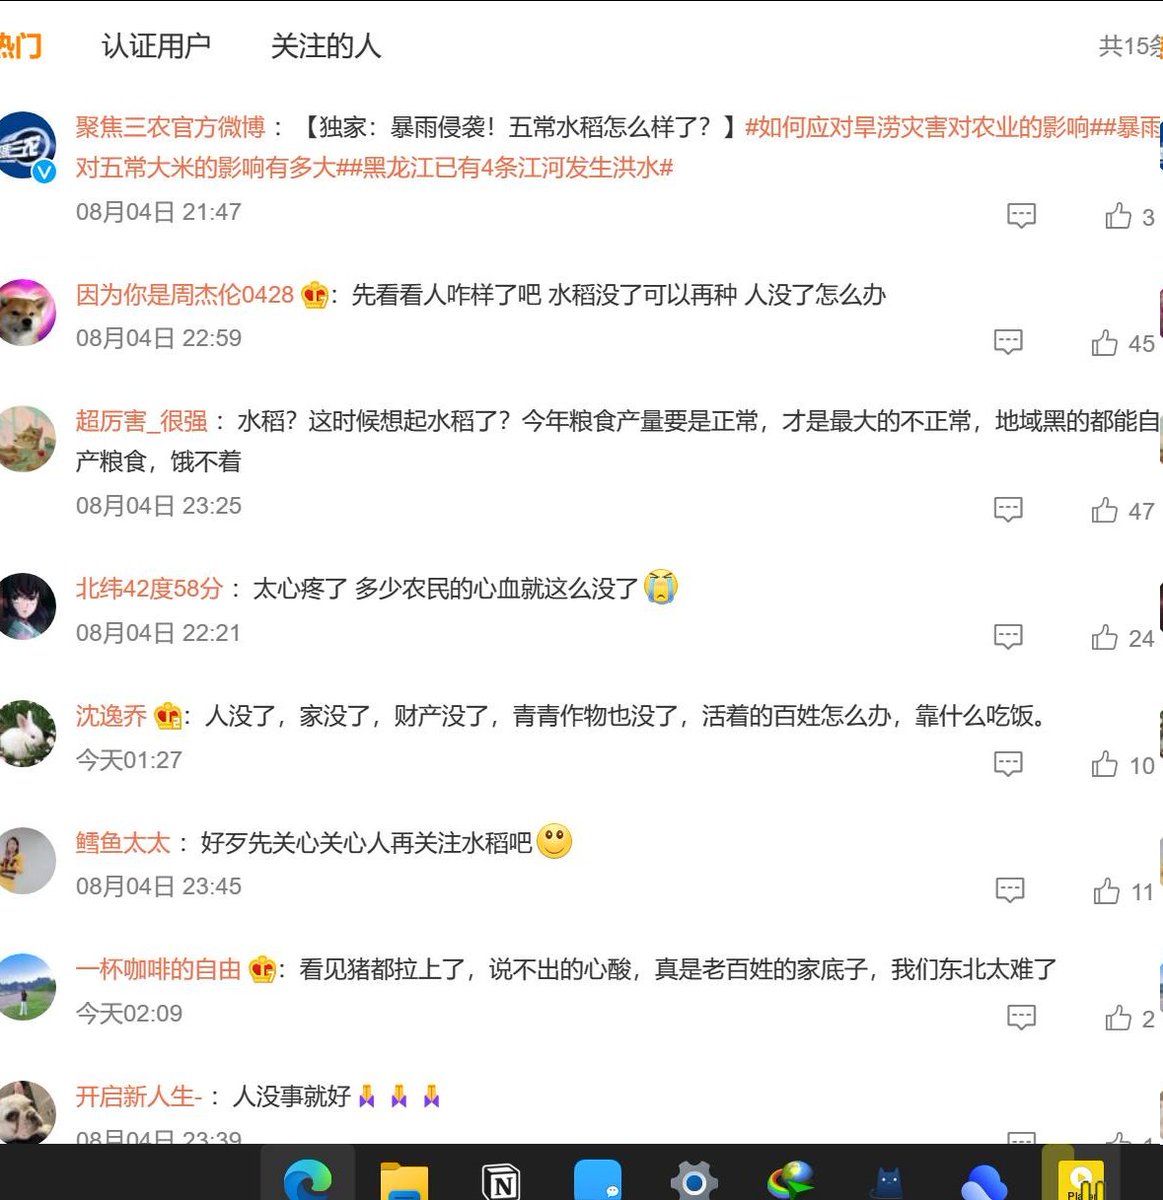 热门 认证用户 关注的人 共15条
聚焦三农官方微博：【独家：暴雨侵袭！五常水稻怎么样了？】#如何应对旱涝灾害对农业的影响##暴雨
对五常大米的影响有多大##黑龙江已有4条江河发生洪水#
08月04日 21:47 3
因为你是周杰伦0428：先看看人咋样了吧 水稻没了可以再种 人没了怎么办
08月04日 22:59 45
超厉害_很强：水稻？这时候想起水稻了？今年粮食产量要是正常，才是最大的不正常，地域黑的都能自
产粮食，饿不着
08月04日 23:25 47
北纬42度58分：太心疼了 多少农民的心血就这么没了😭
08月04日 22:21 24
沈逸乔：人没了，家没了，财产没了，青青作物也没了，活着的百姓怎么办，靠什么吃饭。
今天01:27 10
鳕鱼太太：好歹先关心关心人再关注水稻吧🙂
08月04日 23:45 11
一杯咖啡的自由：看见猪都拉上了，说不出的心酸，真是老百姓的家底子，我们东北太难了
今天02:09 2
开启新人生-：人没事就好🙏🙏🙏
08月04日 23:39 1